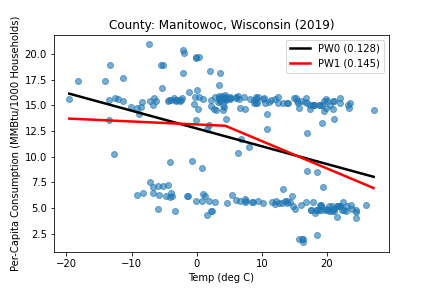 County: Manitowoc, Wisconsin (2019)
PW0 (0.128)
PW1 (0.145)
Per-Capita Consumption (MMBtu/1000 Households)
20.0
17.5
15.0
12.5
10.0
7.5
5.0
2.5
−20 −10 0 10 20
Temp (deg C)